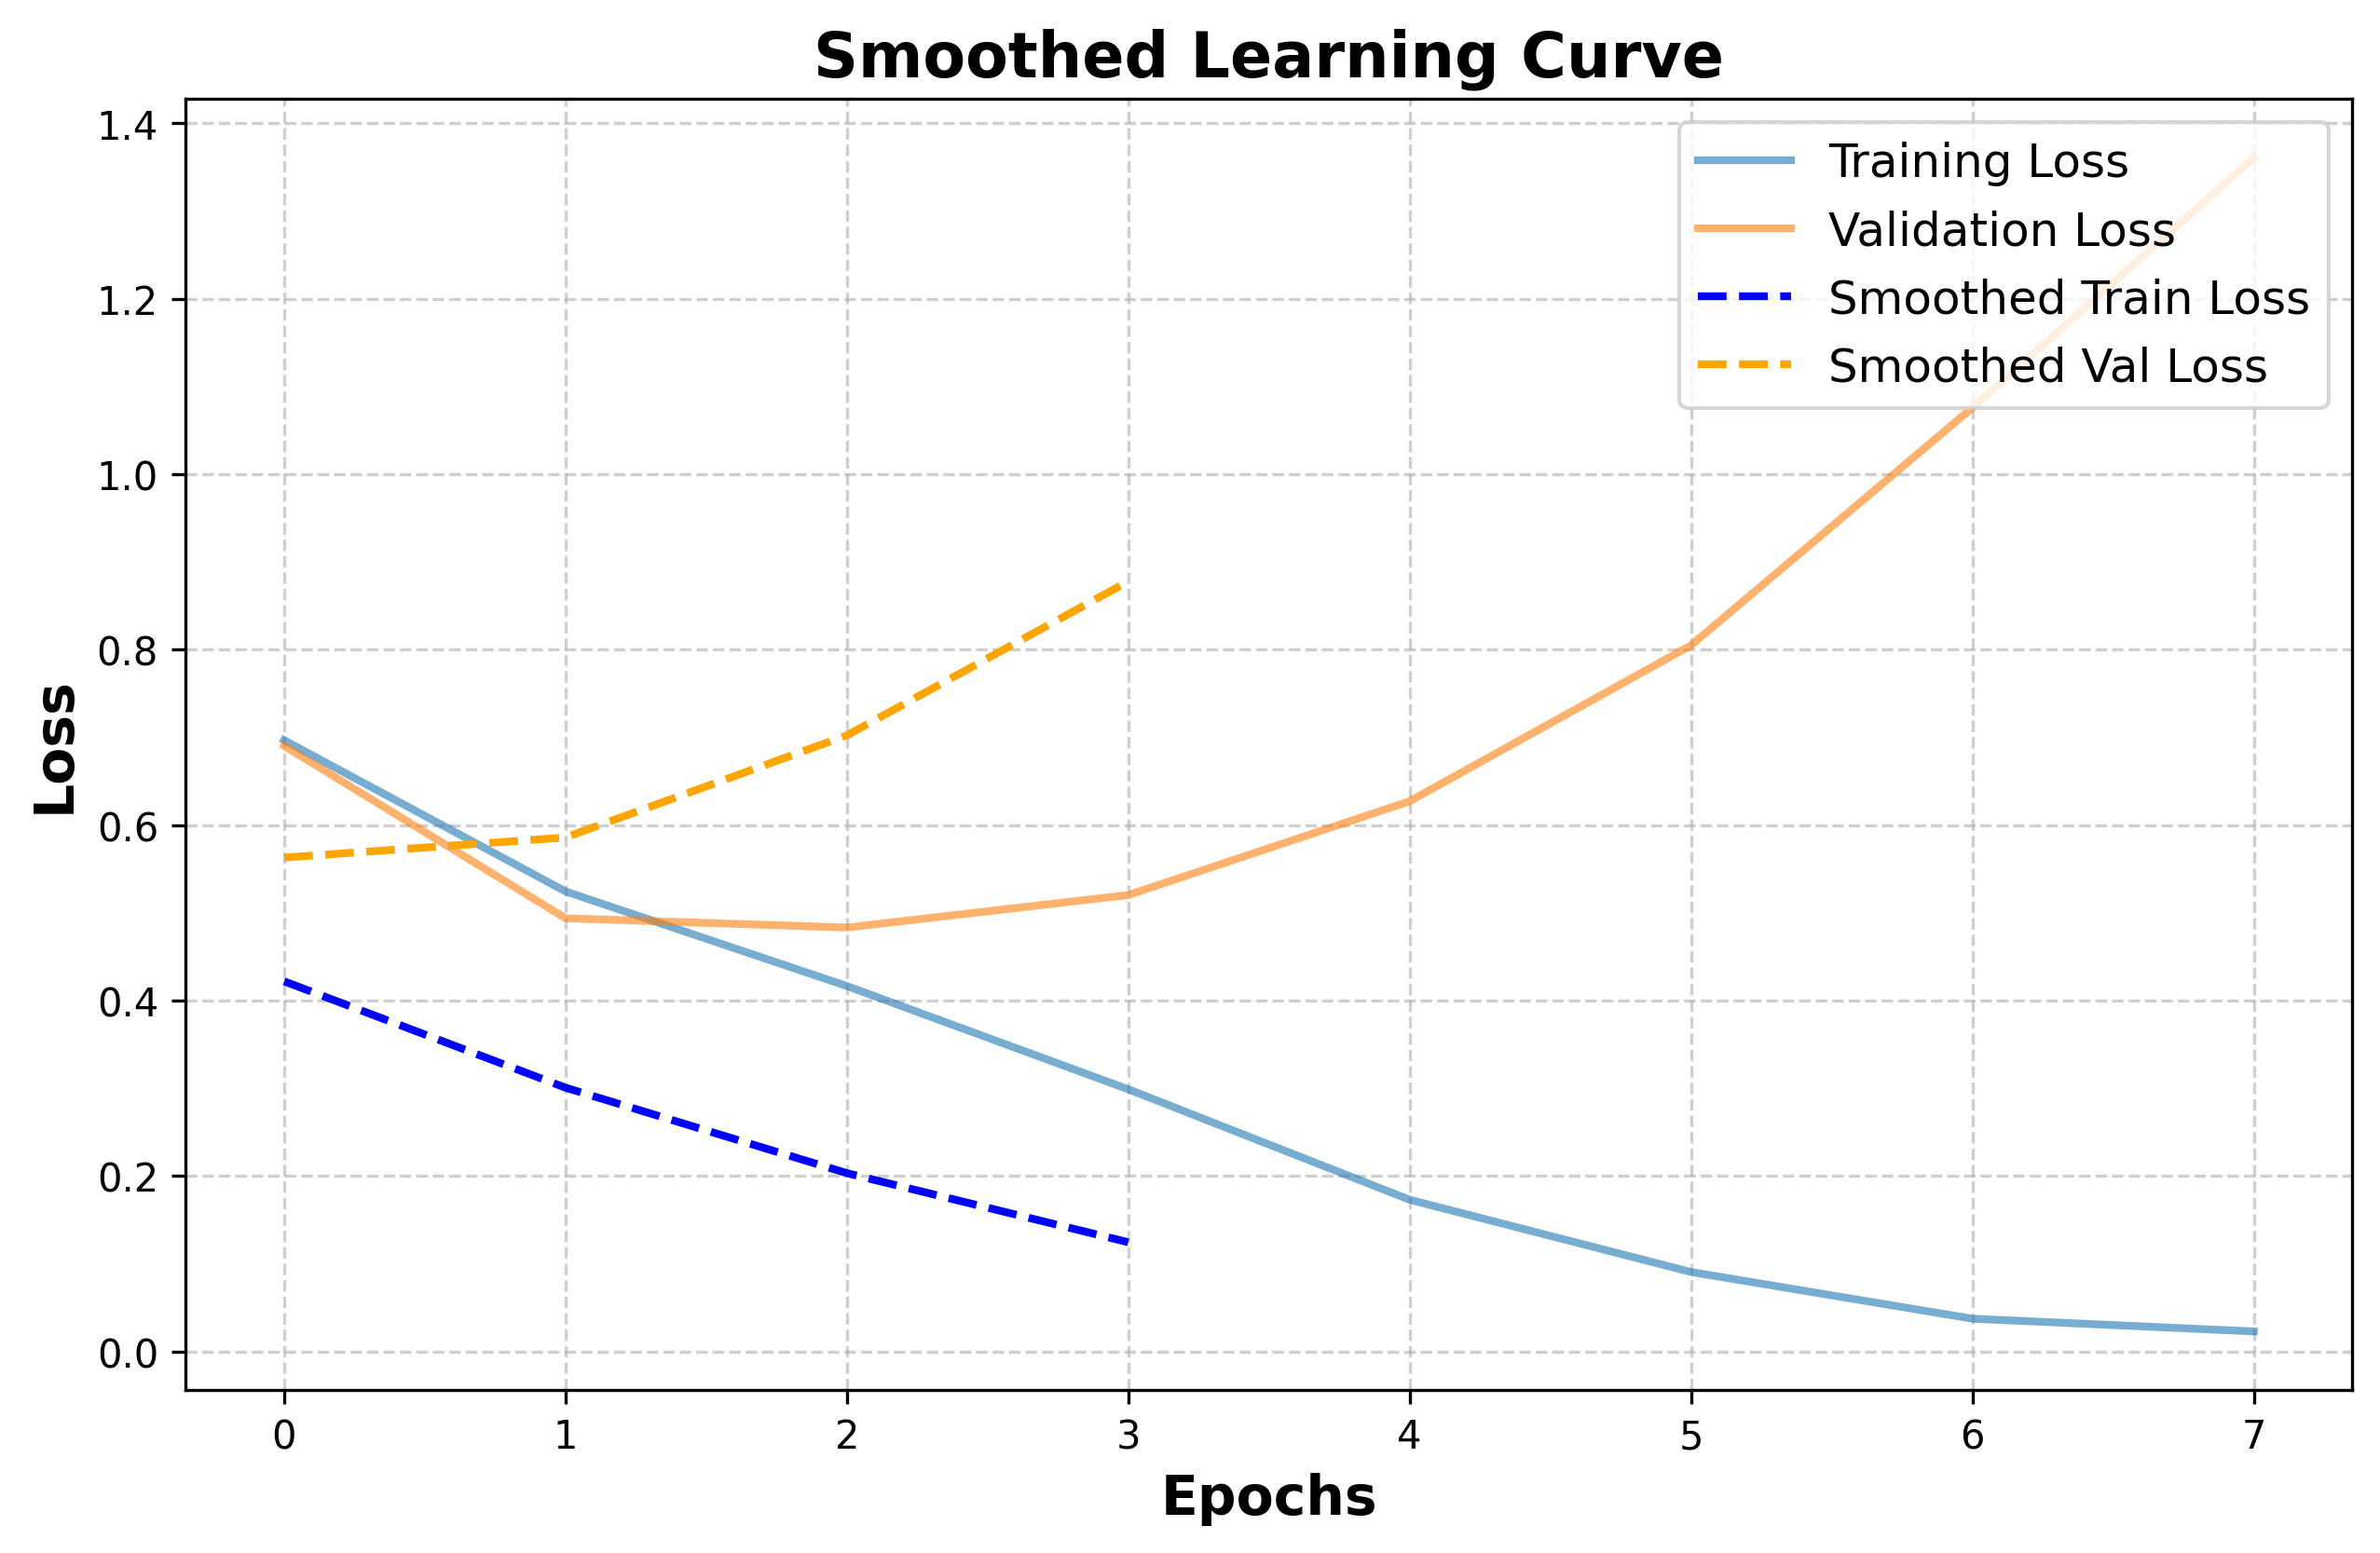 Smoothed Learning Curve
1.4
1.2
1.0
0.8
0.6
0.4
0.2
0.0
Loss
Training Loss
Validation Loss
Smoothed Train Loss
Smoothed Val Loss
0 1 2 3 4 5 6 7
Epochs